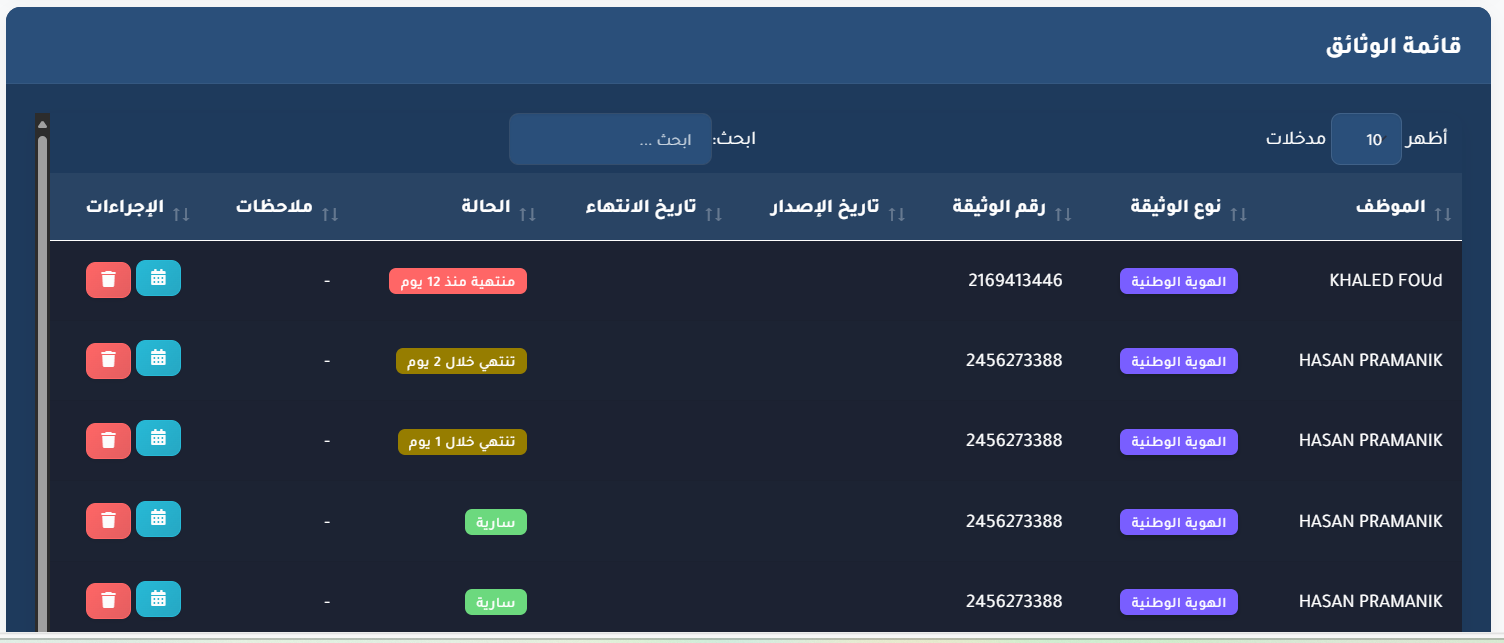 قائمة الوثائق
أظهر 10 مدخلات ابحث: ابحث ...
الموظف نوع الوثيقة رقم الوثيقة تاريخ الإصدار تاريخ الانتهاء الحالة ملاحظات الإجراءات
KHALED FOUd الهوية الوطنية 2169413446 منتهية منذ 12 يوم -
HASAN PRAMANIK الهوية الوطنية 2456273388 تنتهي خلال 2 يوم -
HASAN PRAMANIK الهوية الوطنية 2456273388 تنتهي خلال 1 يوم -
HASAN PRAMANIK الهوية الوطنية 2456273388 سارية -
HASAN PRAMANIK الهوية الوطنية 2456273388 سارية -